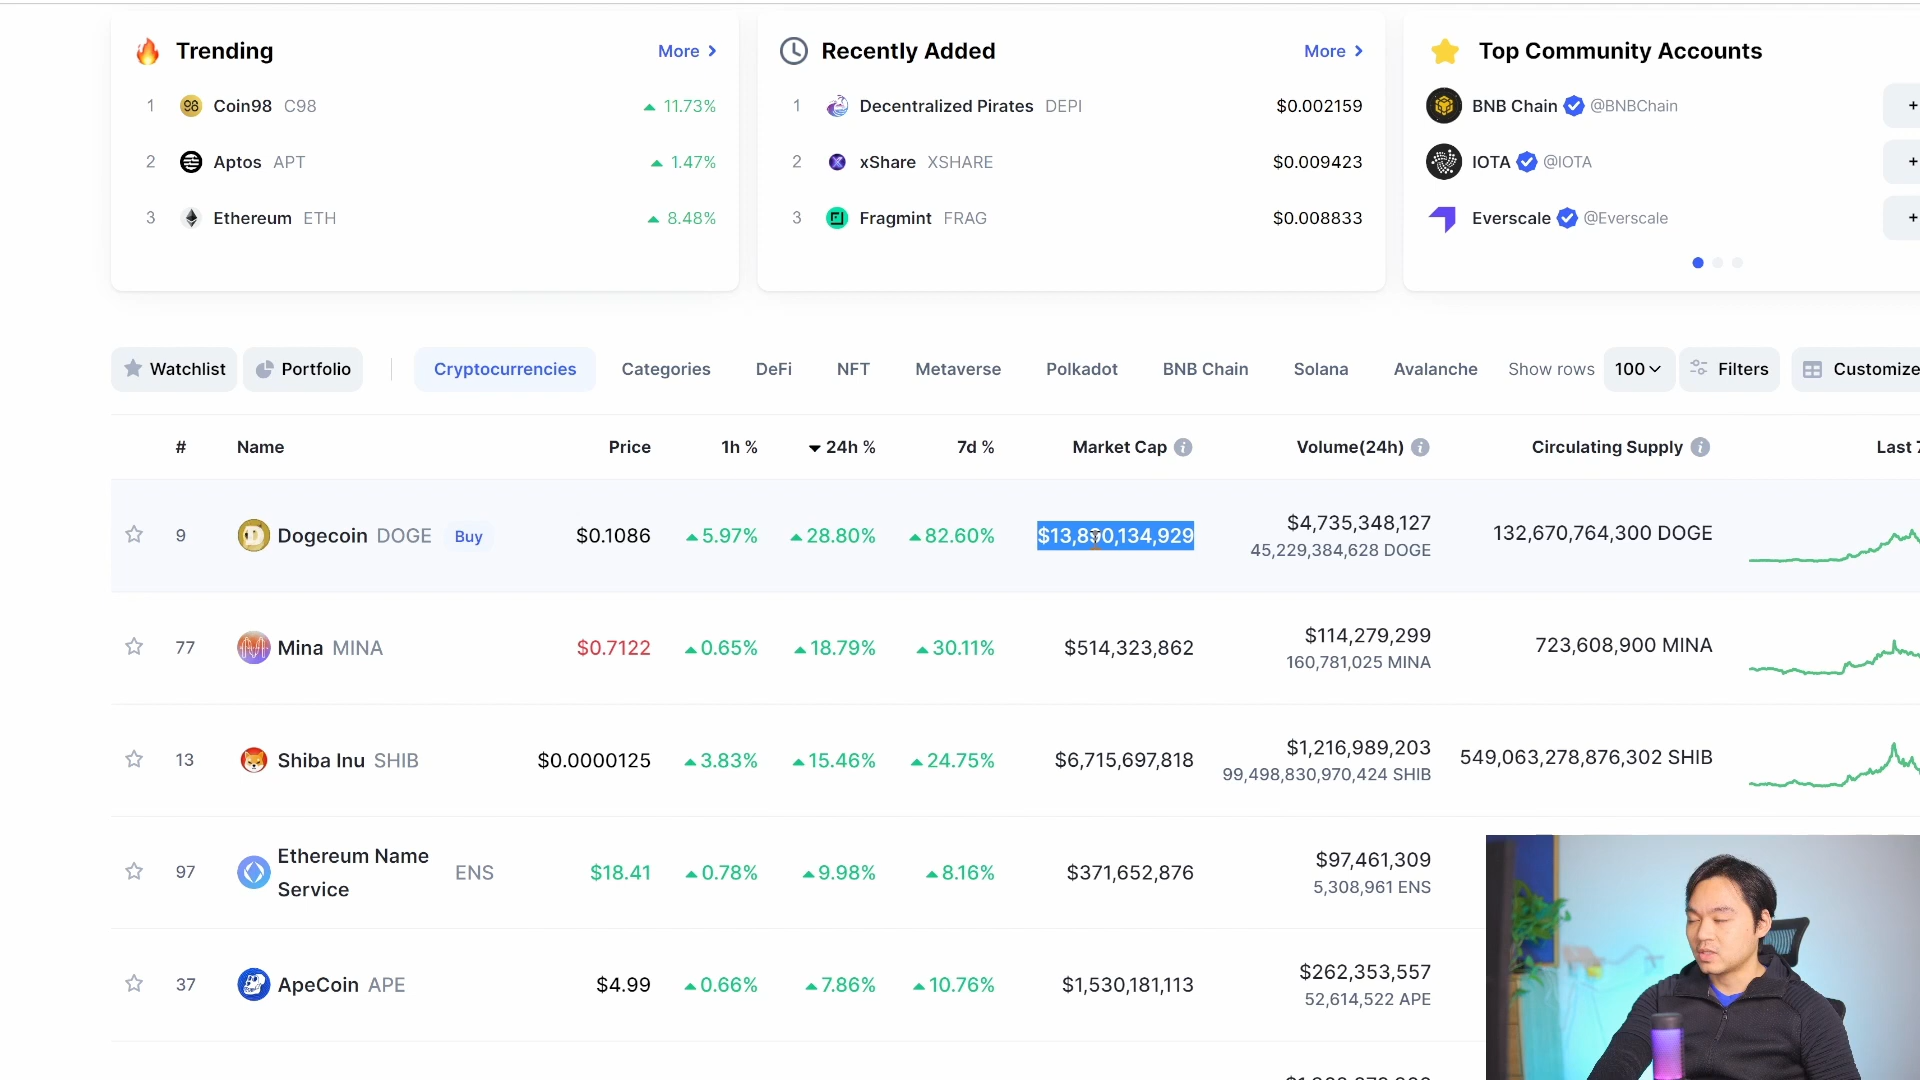 Trending
More
1 Coin98 C98 11.73%
2 Aptos APT 1.47%
3 Ethereum ETH 8.48%
Recently Added
More
1 Decentralized Pirates DEPI $0.002159
2 xShare XSHARE $0.009423
3 Fragmint FRAG $0.008833
Top Community Accounts
BNB Chain @BNBChain +
IOTA @IOTA +
Everscale @Everscale +
Watchlist Portfolio Cryptocurrencies Categories DeFi NFT Metaverse Polkadot BNB Chain Solana Avalanche Show rows 100 Filters Customize
# Name Price 1h % 24h % 7d % Market Cap Volume(24h) Circulating Supply Last
9 Dogecoin DOGE Buy $0.1086 5.97% 28.80% 82.60% $4,735,348,127 132,670,764,300 DOGE
45,229,384,628 DOGE
77 Mina MINA $0.7122 0.65% 18.79% 30.11% $514,323,862 $114,279,299 723,608,900 MINA
160,781,025 MINA
13 Shiba Inu SHIB $0.0000125 3.83% 15.46% 24.75% $6,715,697,818 $1,216,989,203 549,063,278,876,302 SHIB
99,498,830,970,424 SHIB
97 Ethereum Name ENS $18.41 0.78% 9.98% 8.16% $371,652,876 $97,461,309
Service 5,308,961 ENS
37 ApeCoin APE $4.99 0.66% 7.86% 10.76% $1,530,181,113 $262,353,557
52,614,522 APE